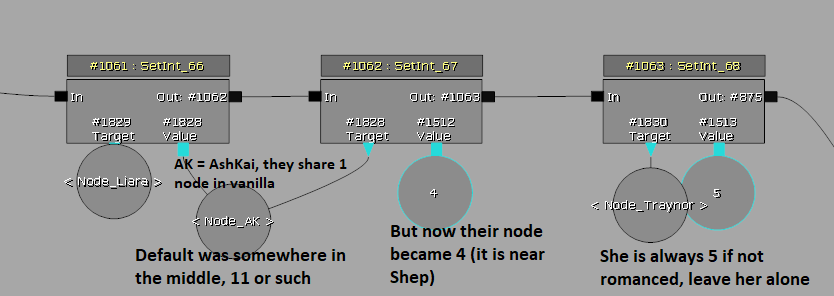 #1061 : SetInt_66
#1062 : SetInt_67
#1063 : SetInt_68
In
Out: #1062
In
Out: #1063
In
Out: #875
#1829
Target
#1828
Value
#1828
Target
#1512
Value
#1830
Target
#1513
Value
< Node_Liara >
AK = AshKai, they share 1
node in vanilla
< Node_AK >
4
< Node_Traynor >
5
Default was somewhere in
the middle, 11 or such
But now their node
became 4 (it is near
Shep)
She is always 5 if not
romanced, leave her alone